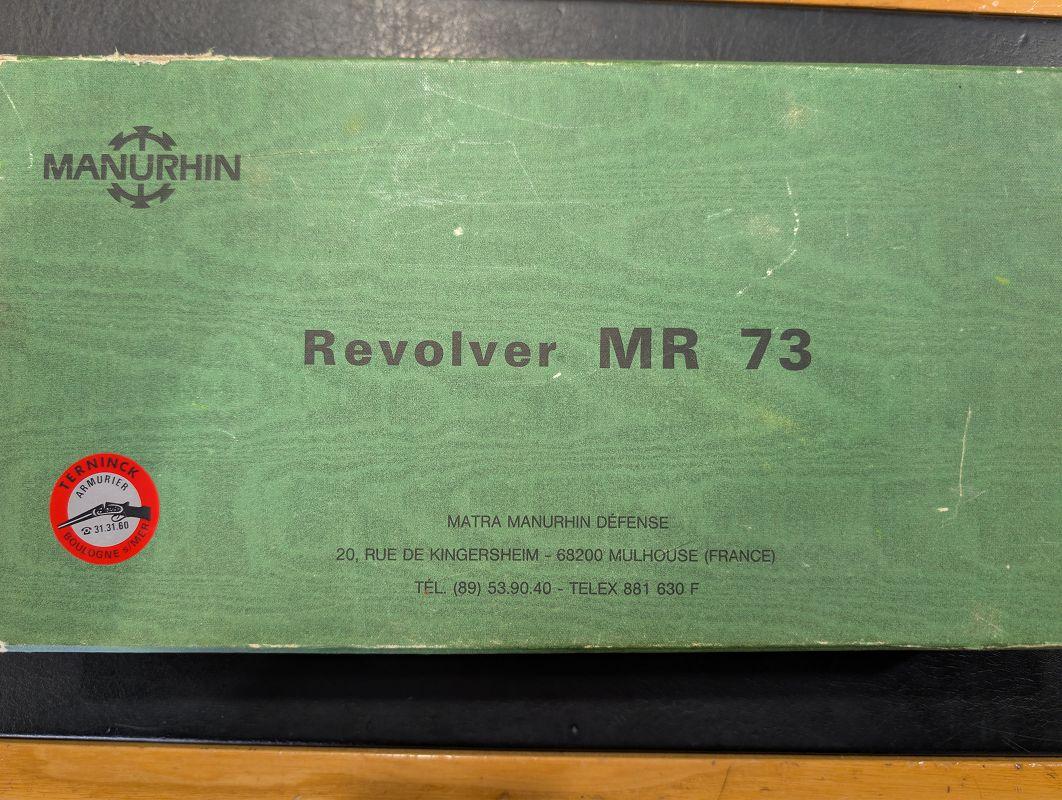 MANURHIN
Revolver MR 73
TERNINCK
ARMURIER
☎ 31.31.60
BOULOGNE s/MER
MATRA MANURHIN DÉFENSE
20, RUE DE KINGERSHEIM - 68200 MULHOUSE (FRANCE)
TÉL. (89) 53.90.40 - TELEX 881 630 F